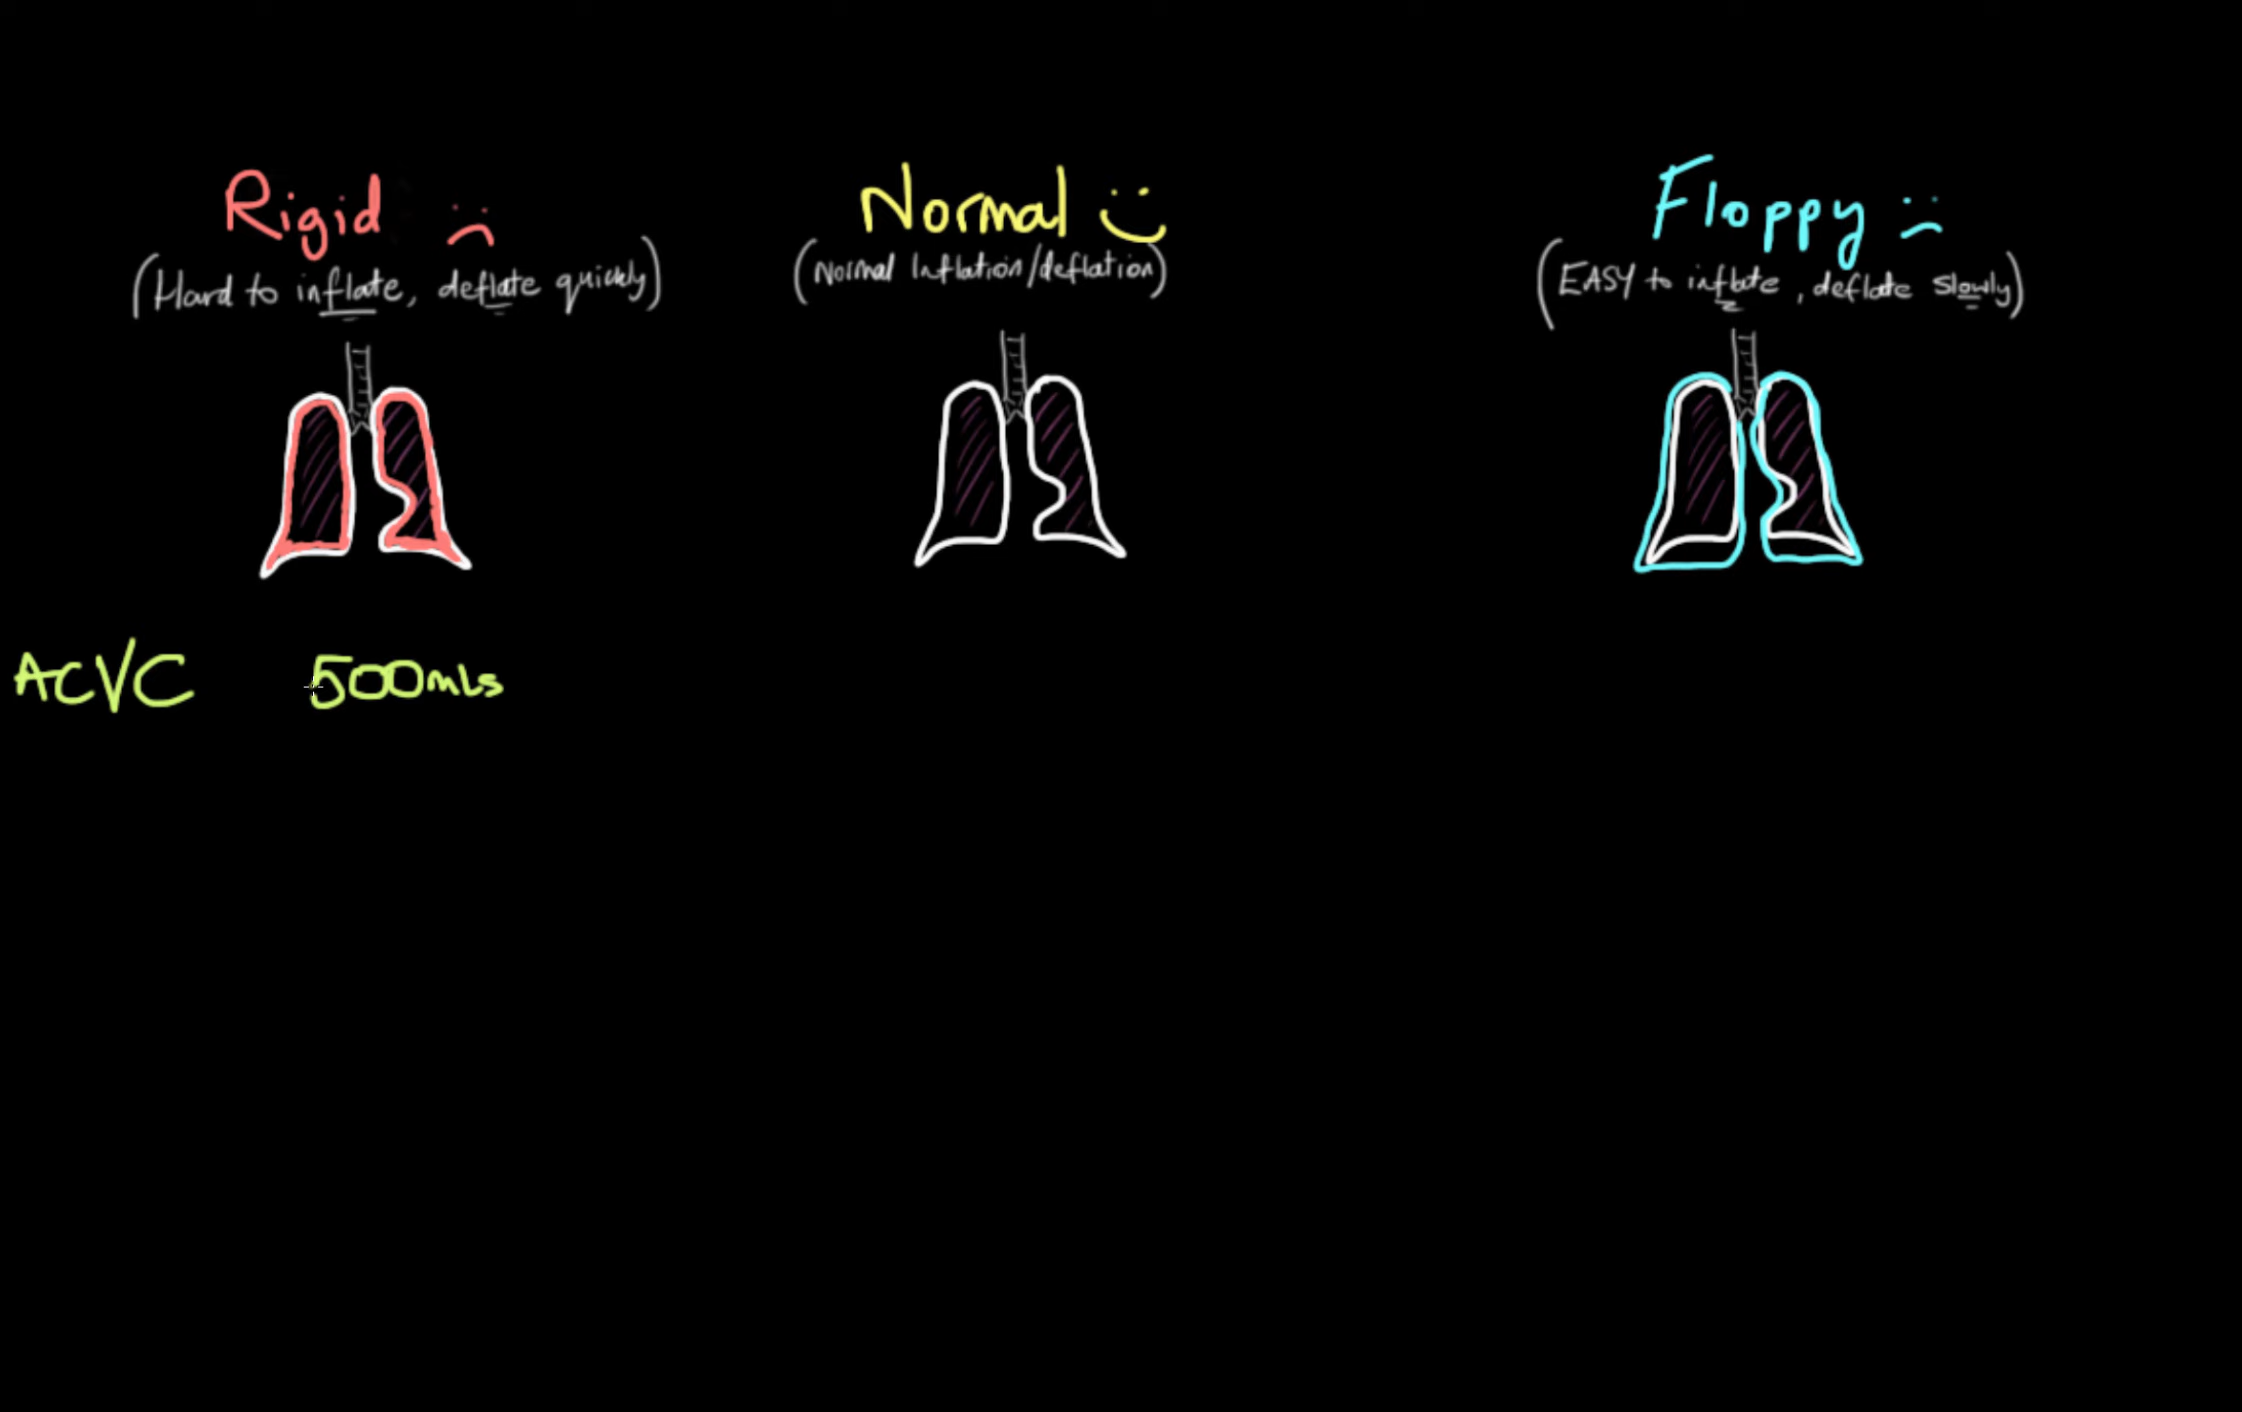 Rigid
(Hard to inflate, deflate quickly)
Normal
(Normal Inflation/deflation)
Floppy
(EASY to inflate, deflate slowly)
ACVC 500mLs